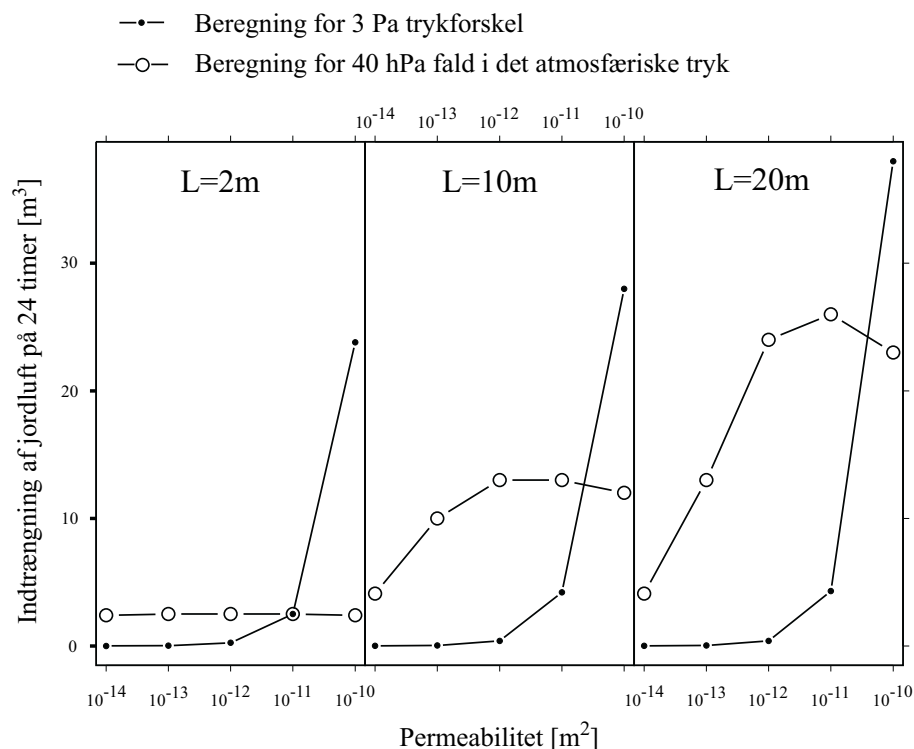 Beregning for 3 Pa trykforskel
Beregning for 40 hPa fald i det atmosfæriske tryk
10⁻¹⁴ 10⁻¹³ 10⁻¹² 10⁻¹¹ 10⁻¹⁰
L=2m L=10m L=20m
Indtrængning af jordluft på 24 timer [m³]
30
20
10
0
10⁻¹⁴ 10⁻¹³ 10⁻¹² 10⁻¹¹ 10⁻¹⁰ 10⁻¹⁴ 10⁻¹³ 10⁻¹² 10⁻¹¹ 10⁻¹⁰
Permeabilitet [m²]